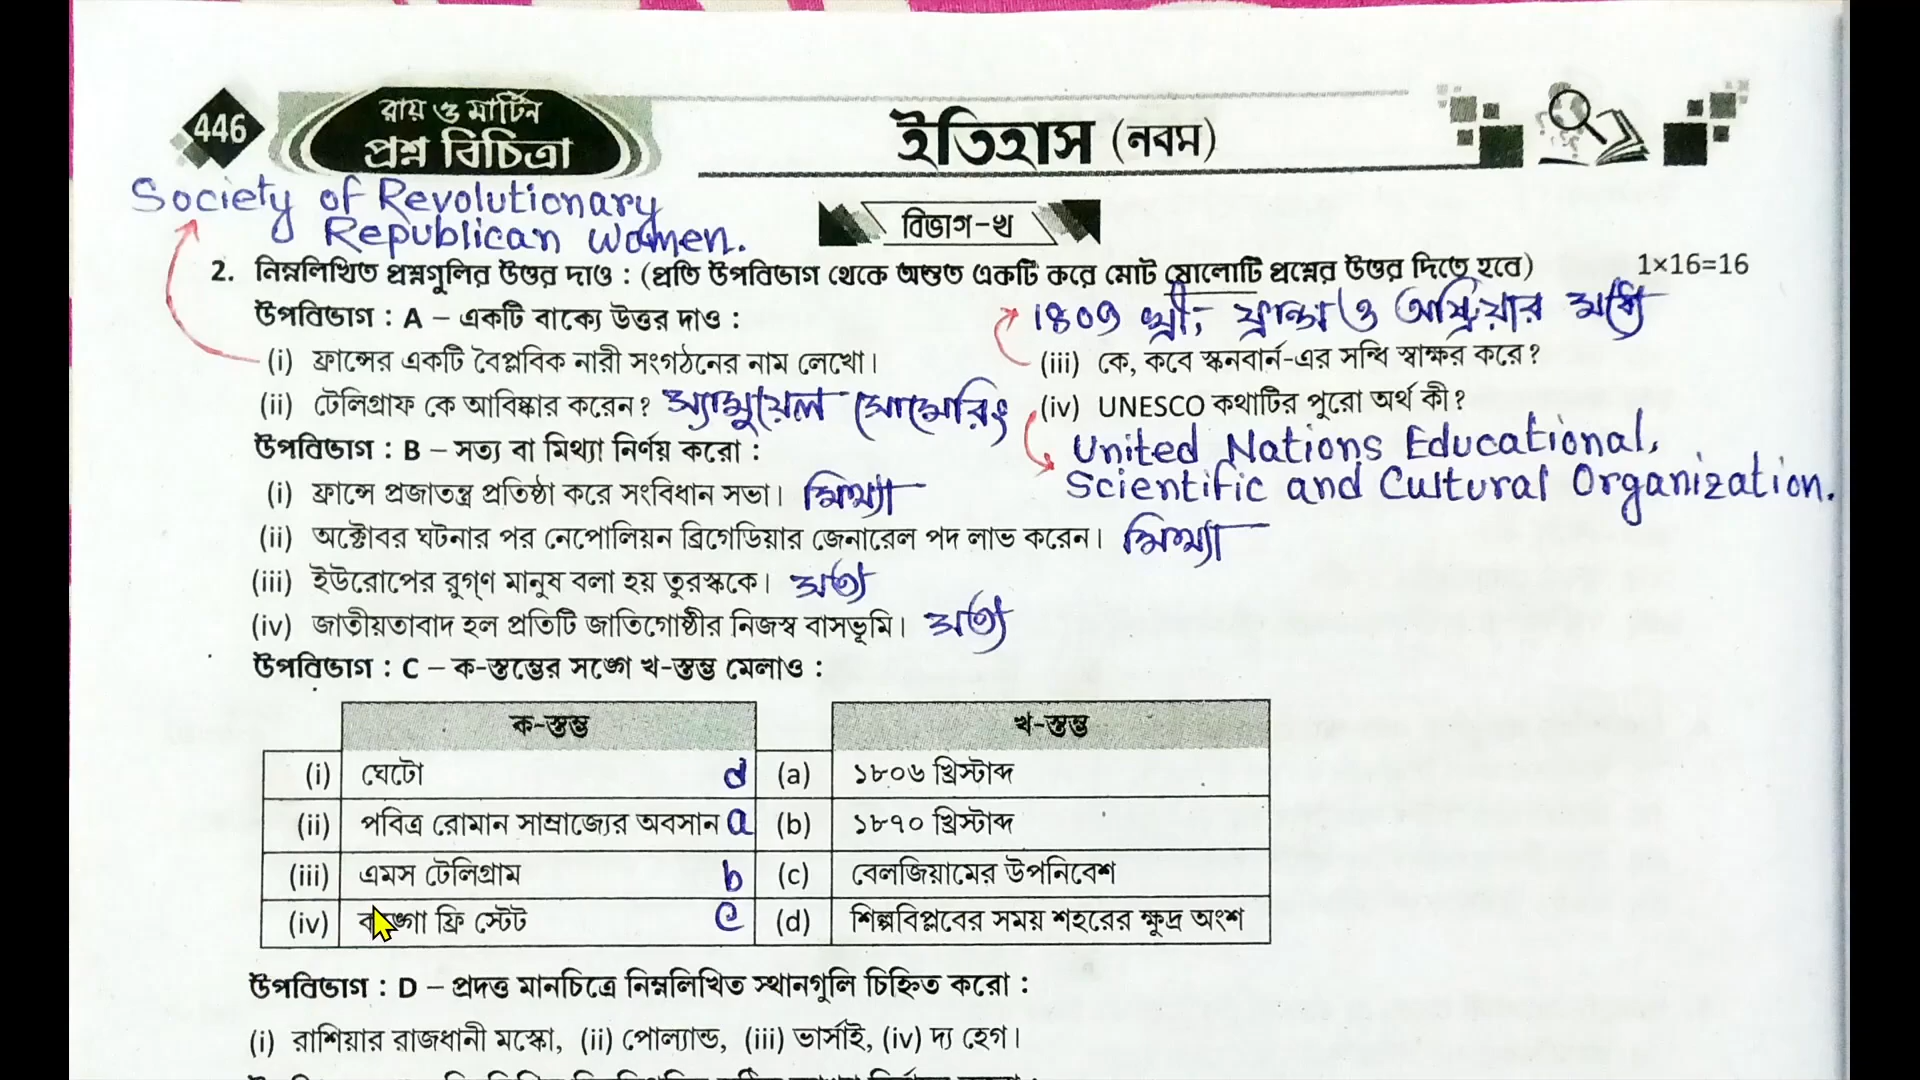 446
রায় ও মার্টিন
প্রশ্ন বিচিত্রা
ইতিহাস (নবম)
Society of Revolutionary
Republican women.
বিভাগ-খ
2. নিম্নলিখিত প্রশ্নগুলির উত্তর দাও : (প্রতি উপবিভাগ থেকে অন্তত একটি করে মোট ষোলোটি প্রশ্নের উত্তর দিতে হবে) 1×16=16
উপবিভাগ : A – একটি বাক্যে উত্তর দাও :
1809 খ্রী; ফ্রান্স ও অষ্ট্রিয়ার মধ্যে
(i) ফ্রান্সের একটি বৈপ্লবিক নারী সংগঠনের নাম লেখো।
(iii) কে, কবে স্কনবার্ন-এর সন্ধি স্বাক্ষর করে?
(ii) টেলিগ্রাফ কে আবিষ্কার করেন? স্যামুয়েল সোমেরিং
(iv) UNESCO কথাটির পুরো অর্থ কী?
United Nations Educational,
Scientific and Cultural Organization.
উপবিভাগ : B – সত্য বা মিথ্যা নির্ণয় করো :
(i) ফ্রান্সে প্রজাতন্ত্র প্রতিষ্ঠা করে সংবিধান সভা। মিথ্যা
(ii) অক্টোবর ঘটনার পর নেপোলিয়ন ব্রিগেডিয়ার জেনারেল পদ লাভ করেন। মিথ্যা
(iii) ইউরোপের রুগ্‌ণ মানুষ বলা হয় তুরস্ককে। সত্য
(iv) জাতীয়তাবাদ হল প্রতিটি জাতিগোষ্ঠীর নিজস্ব বাসভূমি। সত্য
উপবিভাগ : C – ক-স্তম্ভের সঙ্গে খ-স্তম্ভ মেলাও :
ক-স্তম্ভ খ-স্তম্ভ
(i) ঘেটো d (a) ১৮০৬ খ্রিস্টাব্দ
(ii) পবিত্র রোমান সাম্রাজ্যের অবসান a (b) ১৮৭০ খ্রিস্টাব্দ
(iii) এমস টেলিগ্রাম b (c) বেলজিয়ামের উপনিবেশ
(iv) ফ্রি স্টেট c (d) শিল্পবিপ্লবের সময় শহরের ক্ষুদ্র অংশ
উপবিভাগ : D – প্রদত্ত মানচিত্রে নিম্নলিখিত স্থানগুলি চিহ্নিত করো :
(i) রাশিয়ার রাজধানী মস্কো, (ii) পোল্যান্ড, (iii) ভার্সাই, (iv) দ্য হেগ।